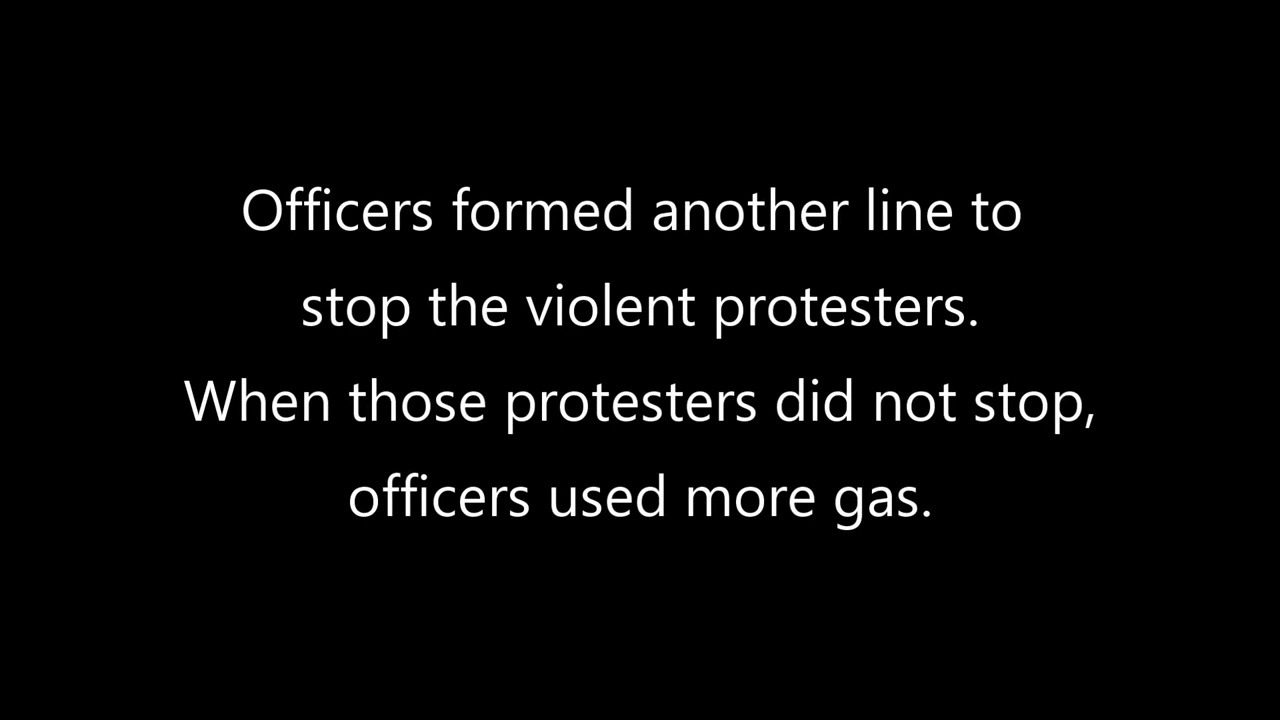 Officers formed another line to
stop the violent protesters.
When those protesters did not stop,
officers used more gas.